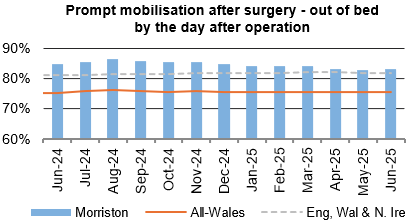 Prompt mobilisation after surgery - out of bed
by the day after operation
90%
80%
70%
60%
Jun-24
Jul-24
Aug-24
Sep-24
Oct-24
Nov-24
Dec-24
Jan-25
Feb-25
Mar-25
Apr-25
May-25
Jun-25
Morriston All-Wales Eng, Wal & N. Ire